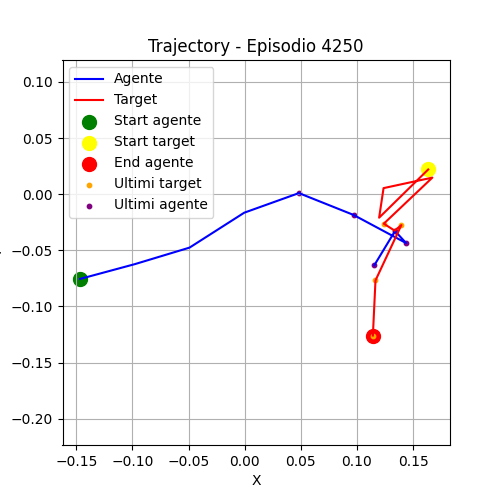 Trajectory - Episodio 4250
Agente
Target
Start agente
Start target
End agente
Ultimi target
Ultimi agente
0.10
0.05
0.00
−0.05
−0.10
−0.15
−0.20
−0.15
−0.10
−0.05
0.00
0.05
0.10
0.15
X